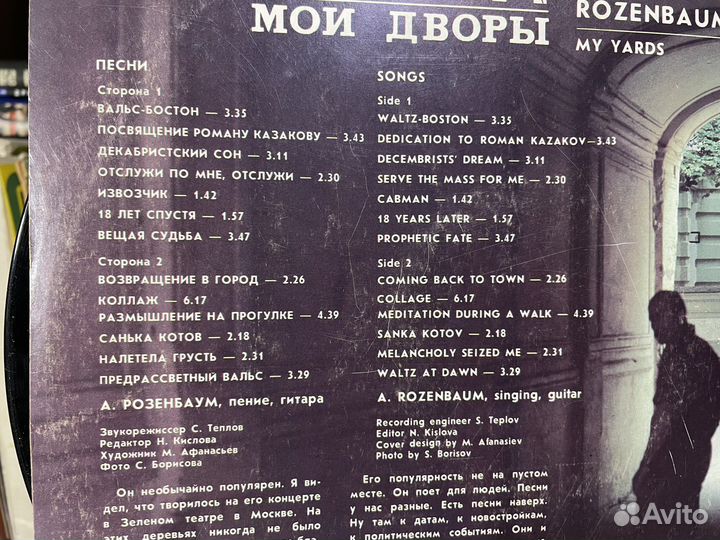 МОИ ДВОРЫ
ROZENBAUM
MY YARDS
ПЕСНИ
Сторона 1
ВАЛЬС-БОСТОН — 3.35
ПОСВЯЩЕНИЕ РОМАНУ КАЗАКОВУ — 3.43
ДЕКАБРИСТСКИЙ СОН — 3.11
ОТСЛУЖИ ПО МНЕ, ОТСЛУЖИ — 2.30
ИЗВОЗЧИК — 1.42
18 ЛЕТ СПУСТЯ — 1.57
ВЕЩАЯ СУДЬБА — 3.47
Сторона 2
ВОЗВРАЩЕНИЕ В ГОРОД — 2.26
КОЛЛАЖ — 6.17
РАЗМЫШЛЕНИЕ НА ПРОГУЛКЕ — 4.39
САНЬКА КОТОВ — 2.18
НАЛЕТЕЛА ГРУСТЬ — 2.31
ПРЕДРАССВЕТНЫЙ ВАЛЬС — 3.29
А. РОЗЕНБАУМ, пение, гитара
Звукорежиссер С. Теплов
Редактор Н. Кислова
Художник М. Афанасьев
Фото С. Борисова
Он необычайно популярен. Я ви-
дел, что творилось на его концерте
в Зеленом театре в Москве. На
этих деревьях никогда не было
SONGS
Side 1
WALTZ-BOSTON — 3.35
DEDICATION TO ROMAN KAZAKOV—3.43
DECEMBRISTS' DREAM — 3.11
SERVE THE MASS FOR ME — 2.30
CABMAN — 1.42
18 YEARS LATER — 1.57
PROPHETIC FATE — 3.47
Side 2
COMING BACK TO TOWN — 2.26
COLLAGE — 6.17
MEDITATION DURING A WALK — 4.39
SANKA KOTOV — 2.18
MELANCHOLY SEIZED ME — 2.31
WALTZ AT DAWN — 3.29
A. ROZENBAUM, singing, guitar
Recording engineer S. Teplov
Editor N. Kislova
Cover design by M. Afanasiev
Photo by S. Borisov
Его популярность не на пустом
месте. Он поет для людей. Песни
у нас разные. Есть песни наверх.
Ну там к датам, к новостройкам,
к политическим событиям. Они и
Avito